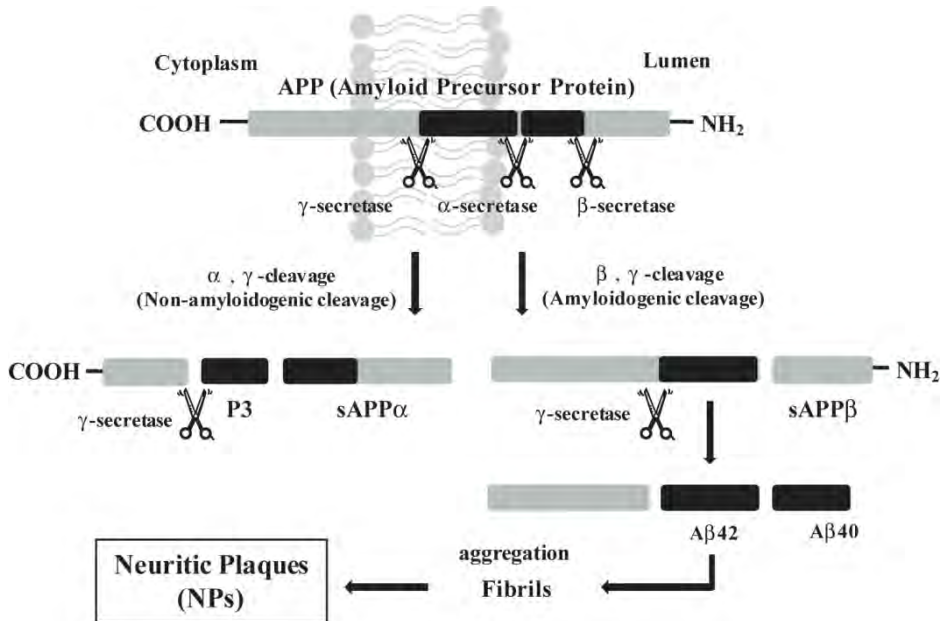 Cytoplasm
Lumen
APP (Amyloid Precursor Protein)
COOH
NH₂
γ-secretase
α-secretase
β-secretase
α , γ -cleavage
(Non-amyloidogenic cleavage)
β , γ -cleavage
(Amyloidogenic cleavage)
COOH
NH₂
γ-secretase
P3
sAPPα
γ-secretase
sAPPβ
Aβ42
Aβ40
aggregation
Fibrils
Neuritic Plaques
(NPs)